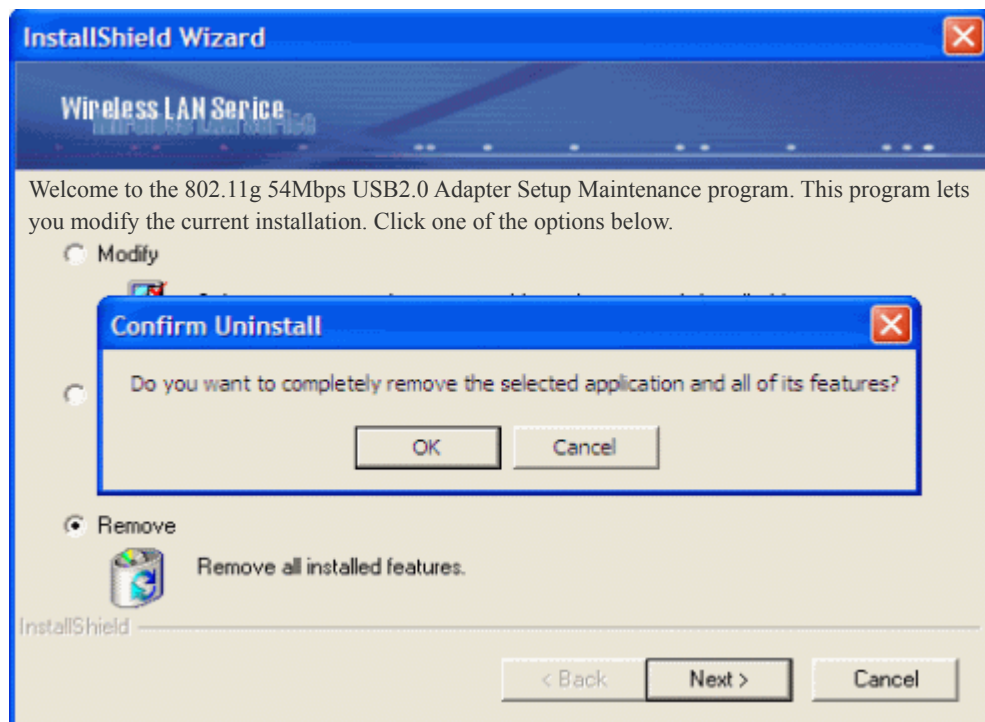 InstallShield Wizard
Wireless LAN Serice
Welcome to the 802.11g 54Mbps USB2.0 Adapter Setup Maintenance program. This program lets
you modify the current installation. Click one of the options below.
Modify
Confirm Uninstall
Do you want to completely remove the selected application and all of its features?
OK Cancel
Remove
Remove all installed features.
InstallShield
< Back Next > Cancel